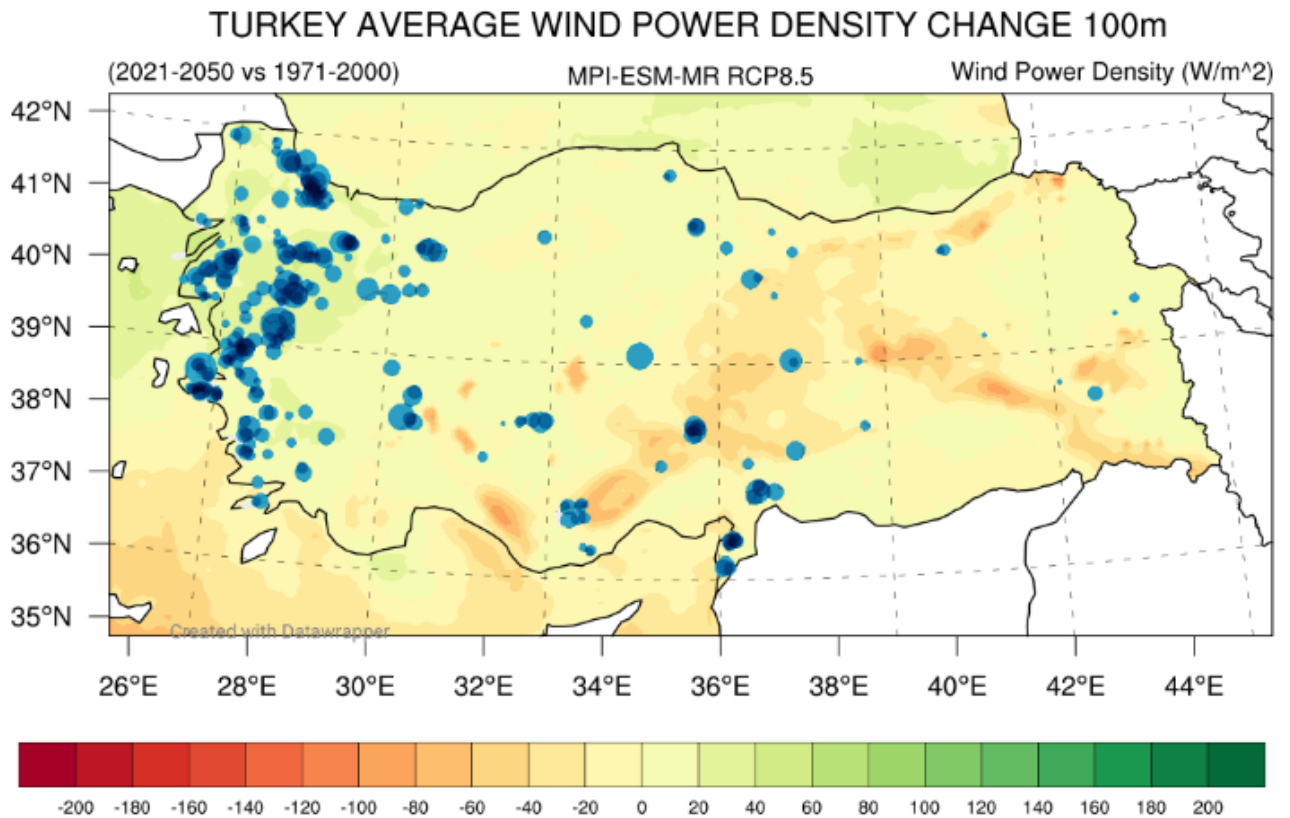 TURKEY AVERAGE WIND POWER DENSITY CHANGE 100m
(2021-2050 vs 1971-2000) MPI-ESM-MR RCP8.5 Wind Power Density (W/m^2)
42°N
41°N
40°N
39°N
38°N
37°N
36°N
35°N
Created with Datawrapper
26°E 28°E 30°E 32°E 34°E 36°E 38°E 40°E 42°E 44°E
-200 -180 -160 -140 -120 -100 -80 -60 -40 -20 0 20 40 60 80 100 120 140 160 180 200